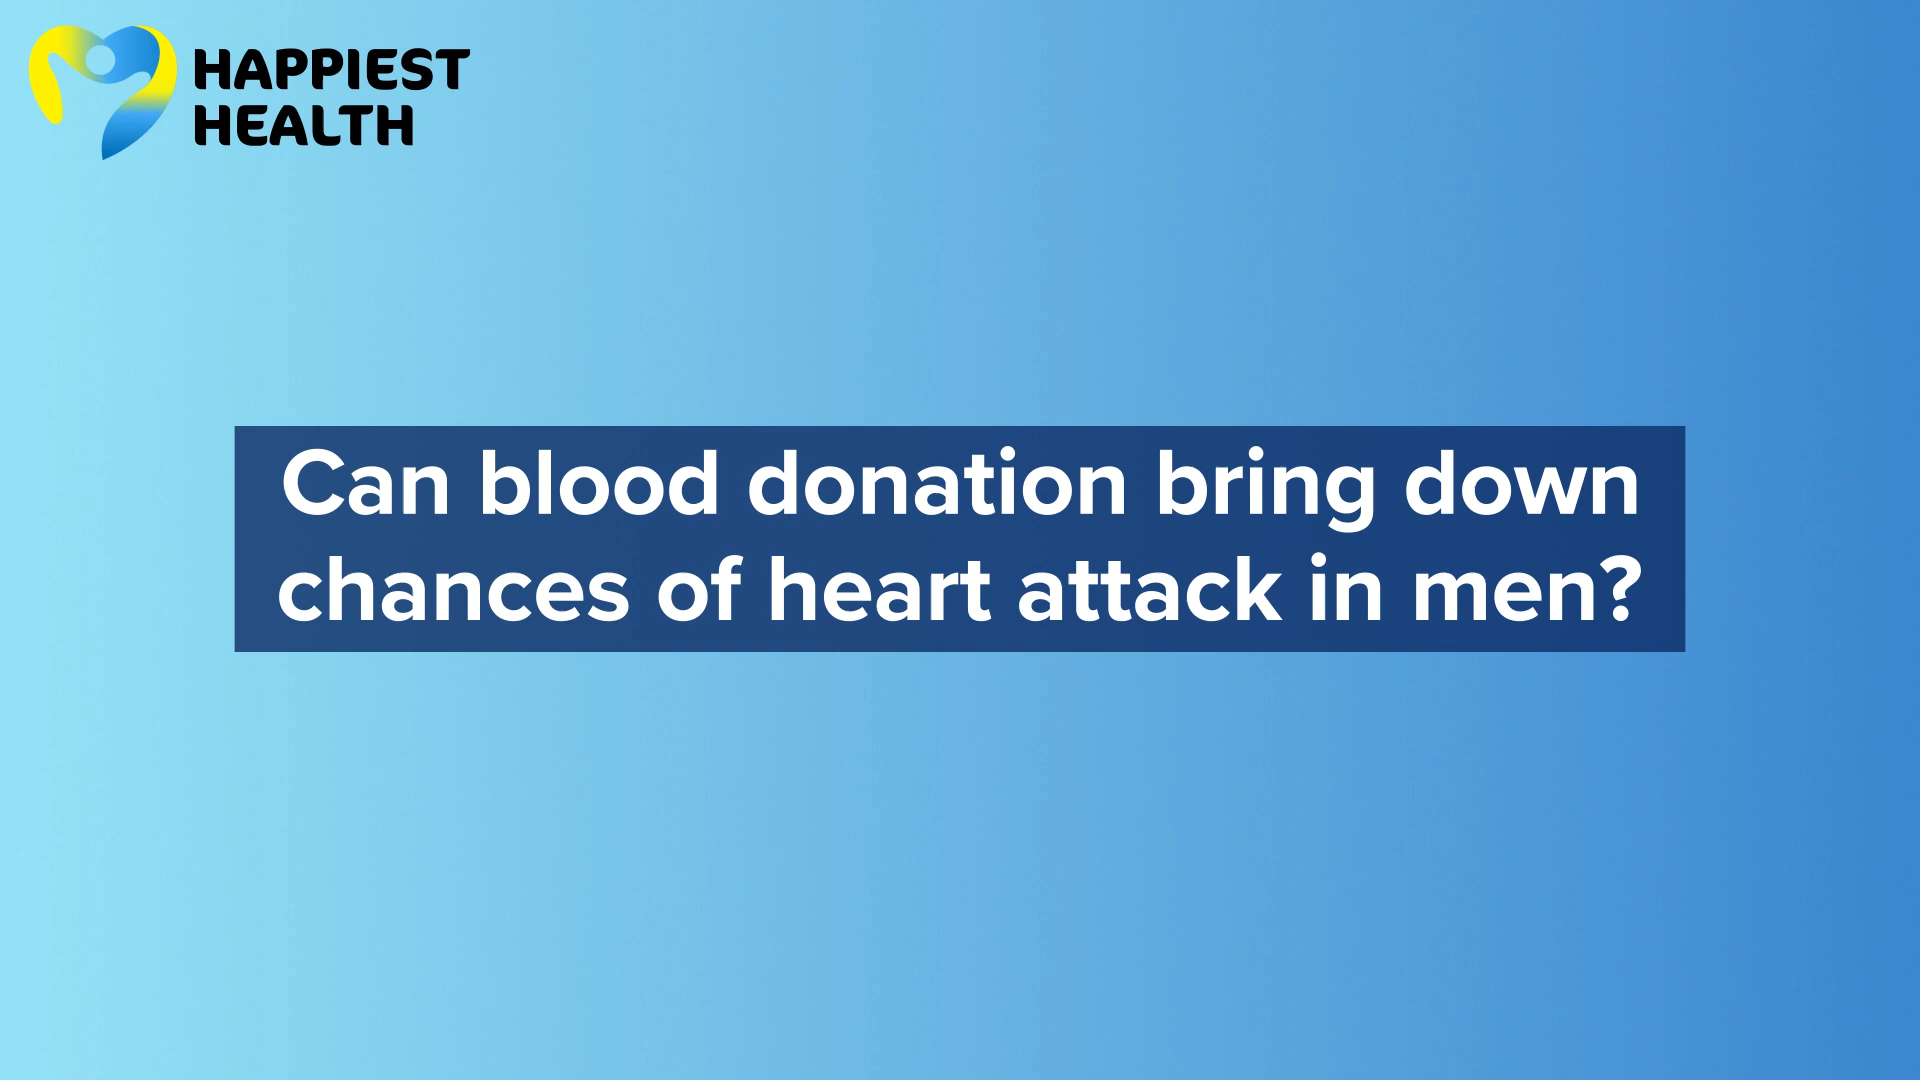 HAPPIEST
HEALTH
Can blood donation bring down
chances of heart attack in men?